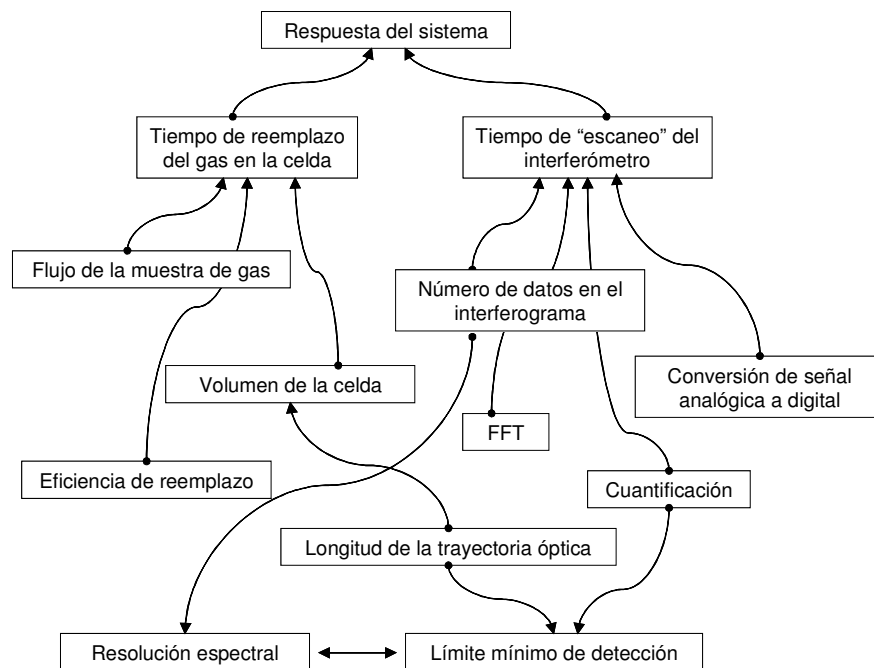 Respuesta del sistema
Tiempo de reemplazo
del gas en la celda
Tiempo de “escaneo” del
interferómetro
Flujo de la muestra de gas
Número de datos en el
interferograma
Volumen de la celda
Conversión de señal
analógica a digital
FFT
Eficiencia de reemplazo
Cuantificación
Longitud de la trayectoria óptica
Resolución espectral
Límite mínimo de detección